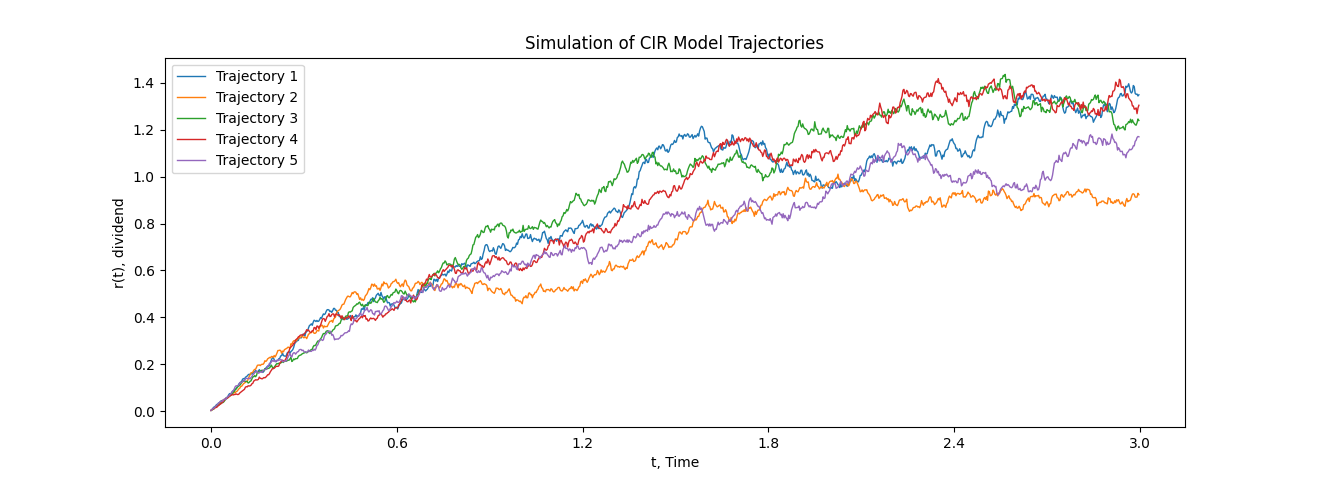 Simulation of CIR Model Trajectories
Trajectory 1
Trajectory 2
Trajectory 3
Trajectory 4
Trajectory 5
r(t), dividend
1.4
1.2
1.0
0.8
0.6
0.4
0.2
0.0
0.0 0.6 1.2 1.8 2.4 3.0
t, Time